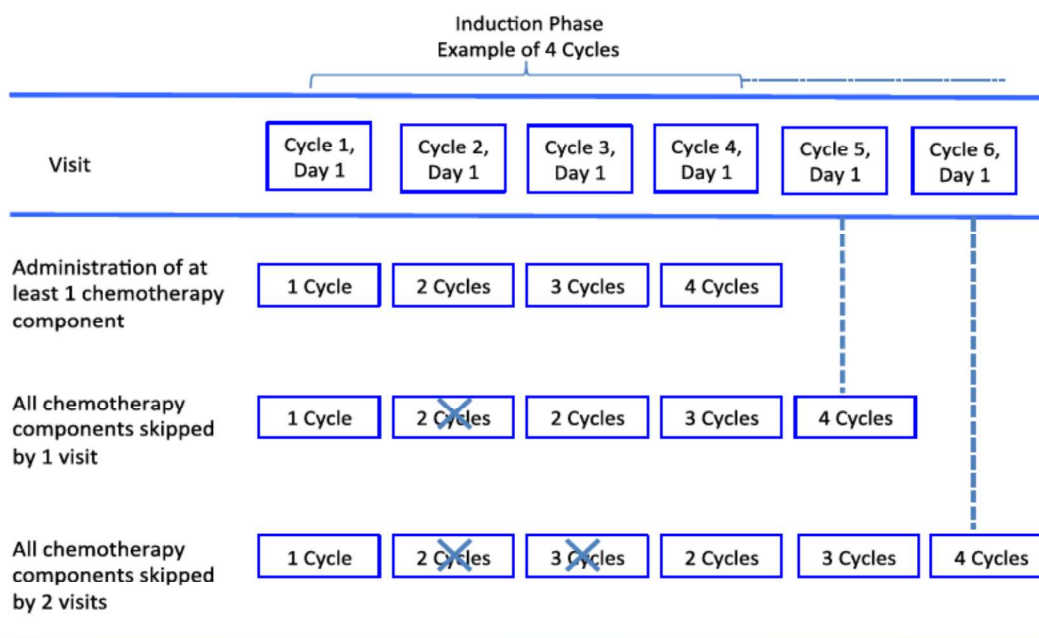 Induction Phase
Example of 4 Cycles
Visit
Cycle 1,
Day 1
Cycle 2,
Day 1
Cycle 3,
Day 1
Cycle 4,
Day 1
Cycle 5,
Day 1
Cycle 6,
Day 1
Administration of at
least 1 chemotherapy
component
1 Cycle
2 Cycles
3 Cycles
4 Cycles
All chemotherapy
components skipped
by 1 visit
1 Cycle
2 Cycles
2 Cycles
3 Cycles
4 Cycles
All chemotherapy
components skipped
by 2 visits
1 Cycle
2 Cycles
3 Cycles
2 Cycles
3 Cycles
4 Cycles